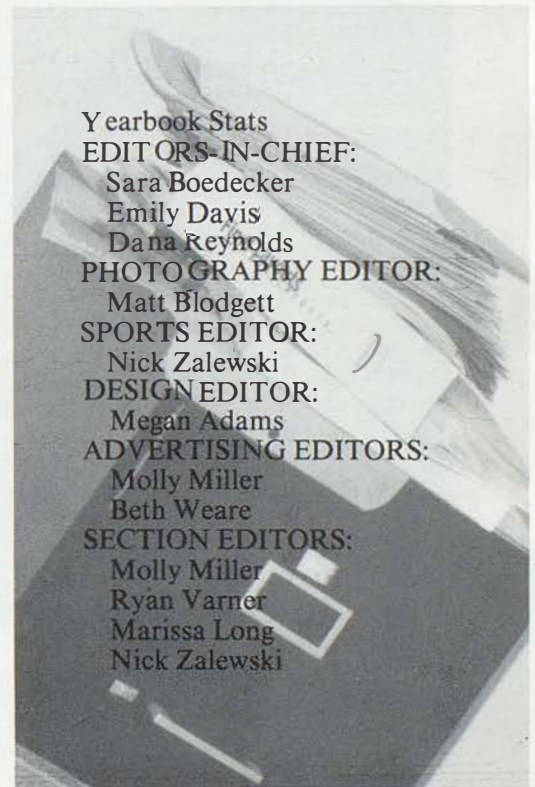 Yearbook Stats
EDITORS-IN-CHIEF:
Sara Boedecker
Emily Davis
Dana Reynolds
PHOTOGRAPHY EDITOR:
Matt Blodgett
SPORTS EDITOR:
Nick Zalewski
DESIGN EDITOR:
Megan Adams
ADVERTISING EDITORS:
Molly Miller
Beth Weare
SECTION EDITORS:
Molly Miller
Ryan Varner
Marissa Long
Nick Zalewski